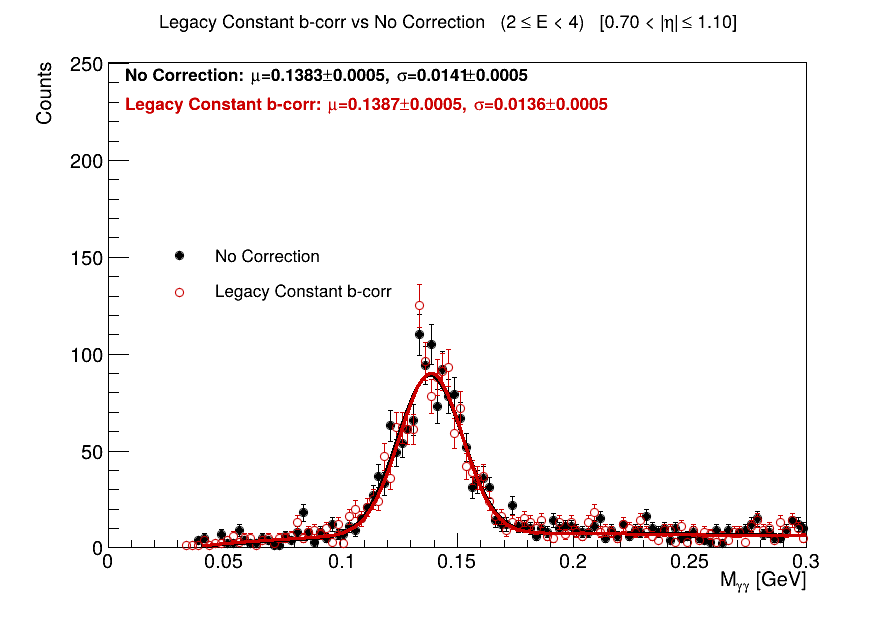 Legacy Constant b-corr vs No Correction (2 ≤ E < 4) [0.70 < |η| ≤ 1.10]
Counts
250
200
150
100
50
0
No Correction: μ=0.1383±0.0005, σ=0.0141±0.0005
Legacy Constant b-corr: μ=0.1387±0.0005, σ=0.0136±0.0005
No Correction
Legacy Constant b-corr
0 0.05 0.1 0.15 0.2 0.25 0.3
Mγγ [GeV]